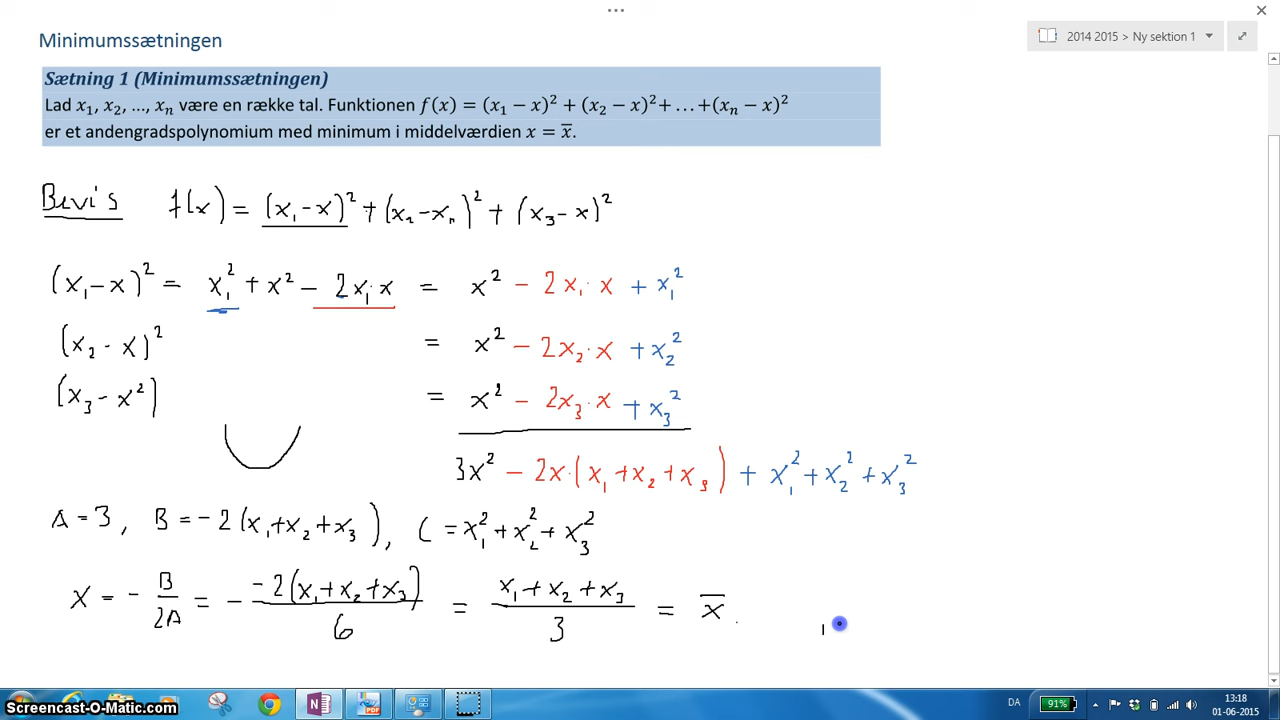 2014 2015 > Ny sektion 1
Minimumssætningen
Sætning 1 (Minimumssætningen)
Lad x₁, x₂, ..., xₙ være en række tal. Funktionen f(x) = (x₁ − x)² + (x₂ − x)²+ ...+(xₙ − x)²
er et andengradspolynomium med minimum i middelværdien x = x̅.
Bevis f(x) = (x₁-x)² + (x₂-xₙ)² + (x₃-x)²
(x₁-x)² = x₁² + x² - 2x₁·x = x² - 2x₁·x + x₁²
(x₂-x)² = x² - 2x₂·x + x₂²
(x₃-x²) = x² - 2x₃·x + x₃²
3x² - 2x·(x₁+x₂+x₃) + x₁²+x₂²+x₃²
A=3, B=-2(x₁+x₂+x₃), C=x₁²+x₂²+x₃²
x = - B/2A = - -2(x₁+x₂+x₃)/6 = x₁+x₂+x₃/3 = x̅.
Screencast-O-Matic.com
DA
91%
13:18
01-06-2015